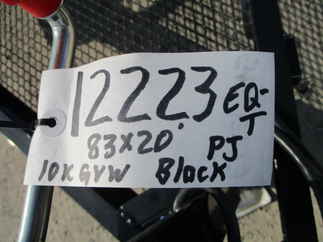 12223 EQ-T
83x20' PJ
10K GVW Black